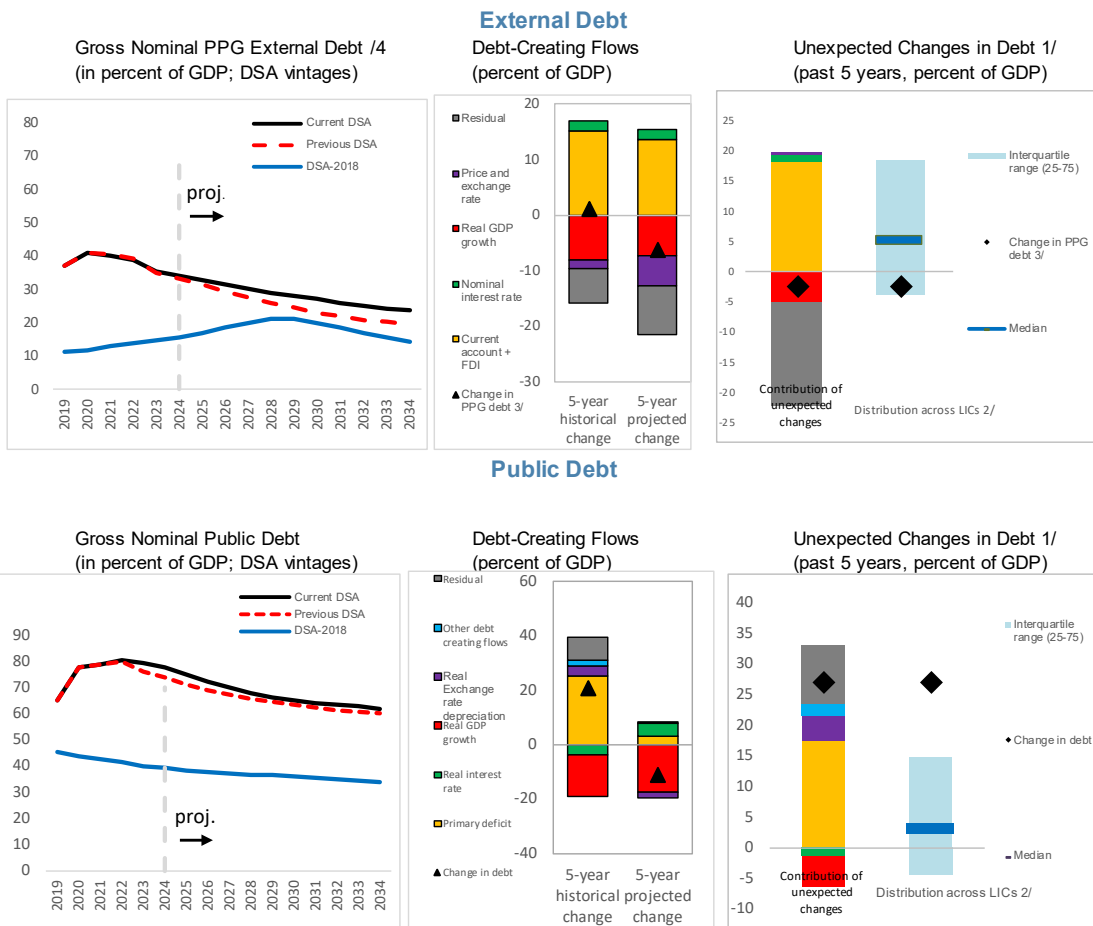 External Debt
Gross Nominal PPG External Debt /4
(in percent of GDP; DSA vintages)
Debt-Creating Flows
(percent of GDP)
Unexpected Changes in Debt 1/
(past 5 years, percent of GDP)
80
70
60
50
40
30
20
10
0
Current DSA
Previous DSA
DSA-2018
proj.
2019
2020
2021
2022
2023
2024
2025
2026
2027
2028
2029
2030
2031
2032
2033
2034
Residual
Price and
exchange
rate
Real GDP
growth
Nominal
interest rate
Current
account +
FDI
Change in
PPG debt 3/
20
10
0
-10
-20
-30
5-year
historical
change
5-year
projected
change
25
20
15
10
5
0
-5
-10
-15
-20
-25
Contribution of
unexpected
changes
Distribution across LICs 2/
Interquartile
range (25-75)
Change in PPG
debt 3/
Median
Public Debt
Gross Nominal Public Debt
(in percent of GDP; DSA vintages)
Debt-Creating Flows
(percent of GDP)
Unexpected Changes in Debt 1/
(past 5 years, percent of GDP)
Current DSA
Previous DSA
DSA-2018
90
80
70
60
50
40
30
20
10
0
proj.
2019
2020
2021
2022
2023
2024
2025
2026
2027
2028
2029
2030
2031
2032
2033
2034
Residual
Other debt
creating flows
Real
Exchange
rate
depreciation
Real GDP
growth
Real interest
rate
Primary deficit
Change in debt
60
40
20
0
-20
-40
5-year
historical
change
5-year
projected
change
40
35
30
25
20
15
10
5
0
-5
-10
Contribution of
unexpected
changes
Distribution across LICs 2/
Interquartile
range (25-75)
Change in debt
Median